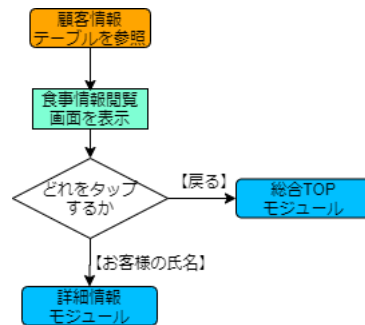 顧客情報
テーブルを参照
食事情報閲覧
画面を表示
どれをタップ
するか
【戻る】
総合TOP
モジュール
【お客様の氏名】
詳細情報
モジュール